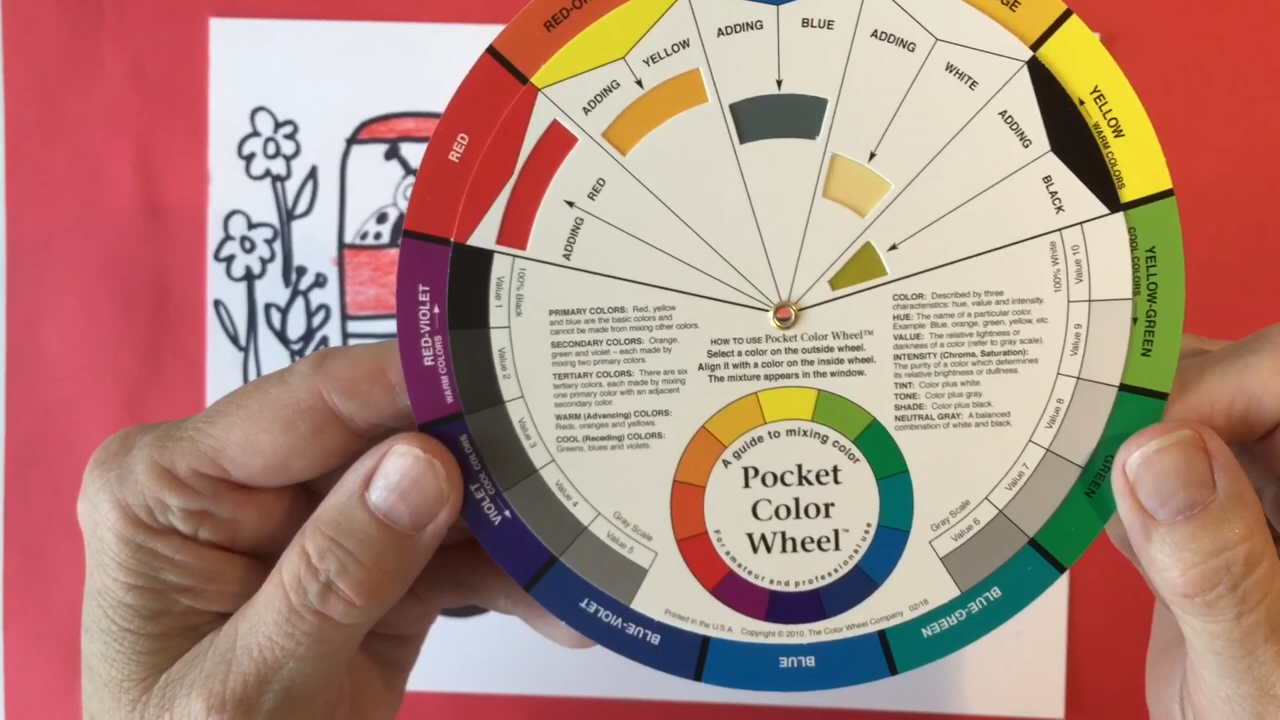 RED-OR
ADDING YELLOW
ADDING BLUE
ADDING WHITE
ADDING BLACK
ADDING RED
GE
YELLOW
WARM COLORS
YELLOW-GREEN
COOL COLORS
GREEN
BLUE-GREEN
BLUE
BLUE-VIOLET
VIOLET
COOL COLORS
RED-VIOLET
WARM COLORS
RED
100% Black
Value 1
Value 2
Value 3
Value 4
Value 5
Gray Scale
PRIMARY COLORS: Red, yellow
and blue are the basic colors and
cannot be made from mixing other colors.
SECONDARY COLORS: Orange,
green and violet – each made by
mixing two primary colors.
TERTIARY COLORS: There are six
tertiary colors, each made by mixing
one primary color with an adjacent
secondary color.
WARM (Advancing) COLORS:
Reds, oranges and yellows.
COOL (Receding) COLORS:
Greens, blues and violets.
HOW TO USE Pocket Color Wheel™
Select a color on the outside wheel.
Align it with a color on the inside wheel.
The mixture appears in the window.
COLOR: Described by three
characteristics: hue, value and intensity.
HUE: The name of a particular color.
Example: Blue, orange, green, yellow, etc.
VALUE: The relative lightness or
darkness of a color (refer to gray scale).
INTENSITY (Chroma, Saturation):
The purity of a color which determines
its relative brightness or dullness.
TINT: Color plus white.
TONE: Color plus gray.
SHADE: Color plus black.
NEUTRAL GRAY: A balanced
combination of white and black.
100% White
Value 10
Value 9
Value 8
Value 7
Value 6
Gray Scale
A guide to mixing color
Pocket
Color
Wheel™
For amateur and professional use
Printed in the U.S.A. Copyright © 2010, The Color Wheel Company 02/18